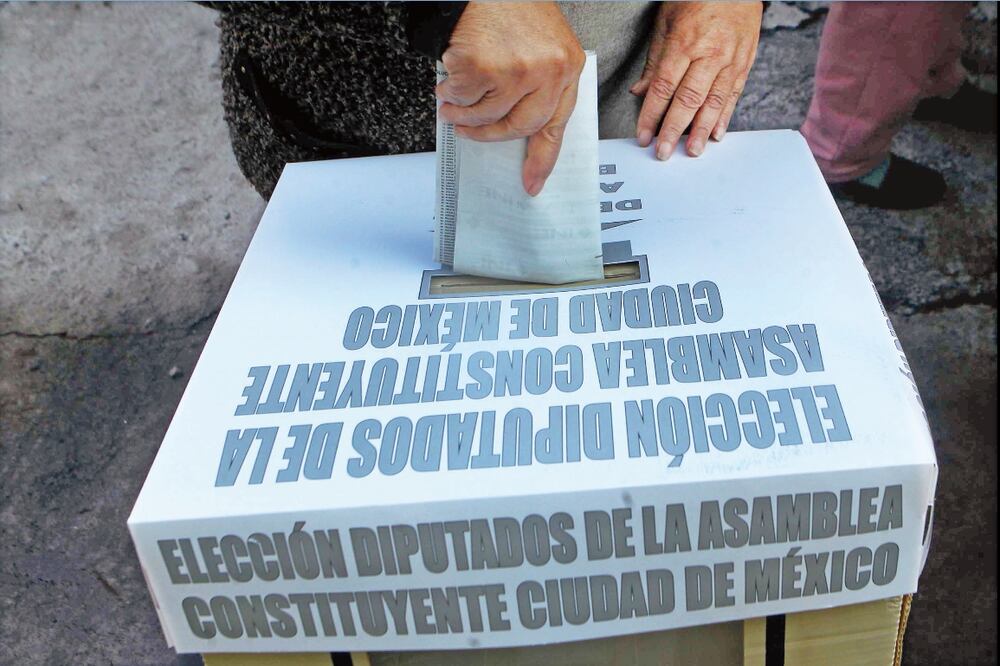 ELECCIÓN DIPUTADOS DE LA
ASAMBLEA CONSTITUYENTE
CIUDAD DE MÉXICO
ELECCIÓN DIPUTADOS DE LA ASAMBLEA
CONSTITUYENTE CIUDAD DE MÉXICO